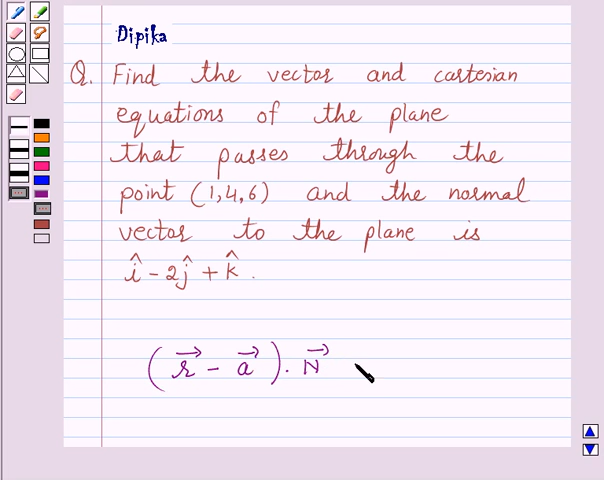 Dipika
Q. Find the vector and cartesian
equations of the plane
that passes through the
point (1,4,6) and the normal
vector to the plane is
î - 2ĵ + k̂.
(r⃗ - a⃗). N⃗